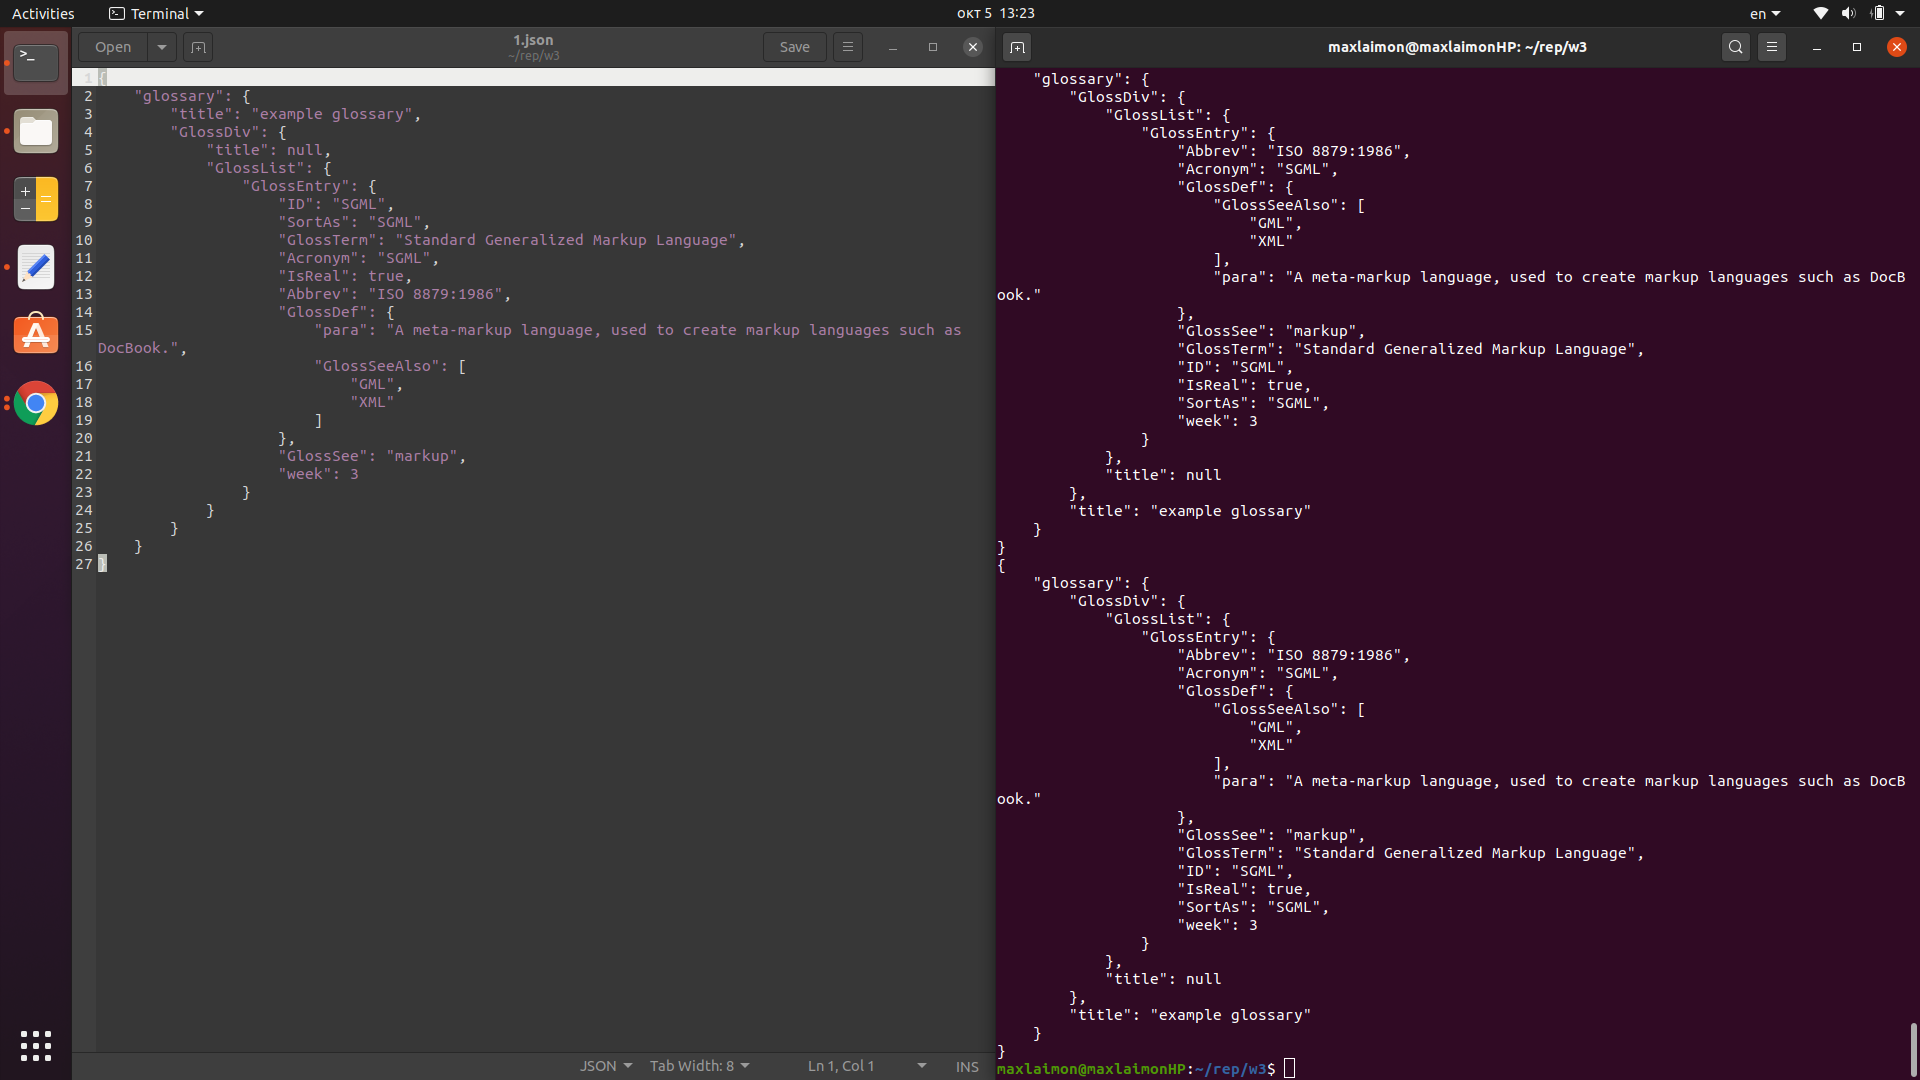 Activities
Terminal
окт 5 13:23
en
Open
1.json
~/rep/w3
Save
1 {
2     "glossary": {
3         "title": "example glossary",
4         "GlossDiv": {
5             "title": null,
6             "GlossList": {
7                 "GlossEntry": {
8                     "ID": "SGML",
9                     "SortAs": "SGML",
10                     "GlossTerm": "Standard Generalized Markup Language",
11                     "Acronym": "SGML",
12                     "IsReal": true,
13                     "Abbrev": "ISO 8879:1986",
14                     "GlossDef": {
15                         "para": "A meta-markup language, used to create markup languages such as
DocBook.",
16                         "GlossSeeAlso": [
17                             "GML",
18                             "XML"
19                         ]
20                     },
21                     "GlossSee": "markup",
22                     "week": 3
23                 }
24             }
25         }
26     }
27 }
JSON
Tab Width: 8
Ln 1, Col 1
INS
maxlaimon@maxlaimonHP: ~/rep/w3
    "glossary": {
        "GlossDiv": {
            "GlossList": {
                "GlossEntry": {
                    "Abbrev": "ISO 8879:1986",
                    "Acronym": "SGML",
                    "GlossDef": {
                        "GlossSeeAlso": [
                            "GML",
                            "XML"
                        ],
                        "para": "A meta-markup language, used to create markup languages such as DocB
ook."
                    },
                    "GlossSee": "markup",
                    "GlossTerm": "Standard Generalized Markup Language",
                    "ID": "SGML",
                    "IsReal": true,
                    "SortAs": "SGML",
                    "week": 3
                }
            },
            "title": null
        },
        "title": "example glossary"
    }
}
{
    "glossary": {
        "GlossDiv": {
            "GlossList": {
                "GlossEntry": {
                    "Abbrev": "ISO 8879:1986",
                    "Acronym": "SGML",
                    "GlossDef": {
                        "GlossSeeAlso": [
                            "GML",
                            "XML"
                        ],
                        "para": "A meta-markup language, used to create markup languages such as DocB
ook."
                    },
                    "GlossSee": "markup",
                    "GlossTerm": "Standard Generalized Markup Language",
                    "ID": "SGML",
                    "IsReal": true,
                    "SortAs": "SGML",
                    "week": 3
                }
            },
            "title": null
        },
        "title": "example glossary"
    }
}
maxlaimon@maxlaimonHP:~/rep/w3$